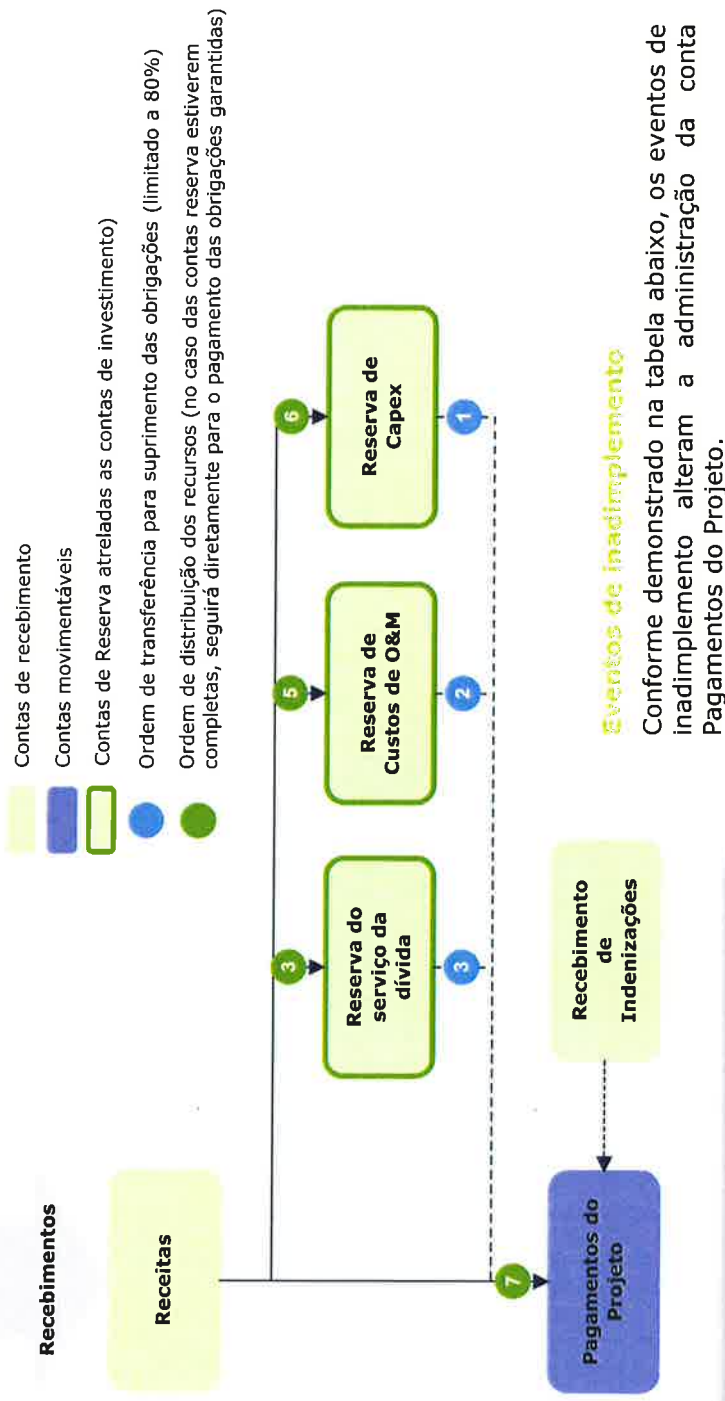 Recebimentos
Contas de recebimento
Contas movimentáveis
Contas de Reserva atreladas as contas de investimento)
Ordem de transferência para suprimento das obrigações (limitado a 80%)
Ordem de distribuição dos recursos (no caso das contas reserva estiverem
completas, seguirá diretamente para o pagamento das obrigações garantidas)
Receitas
3
5
6
Reserva do
serviço da
dívida
Reserva de
Custos de O&M
Reserva de
Capex
3
2
1
7
Pagamentos do
Projeto
Recebimento
de
Indenizações
Eventos de inadimplemento
Conforme demonstrado na tabela abaixo, os eventos de
inadimplemento alteram a administração da conta
Pagamentos do Projeto.